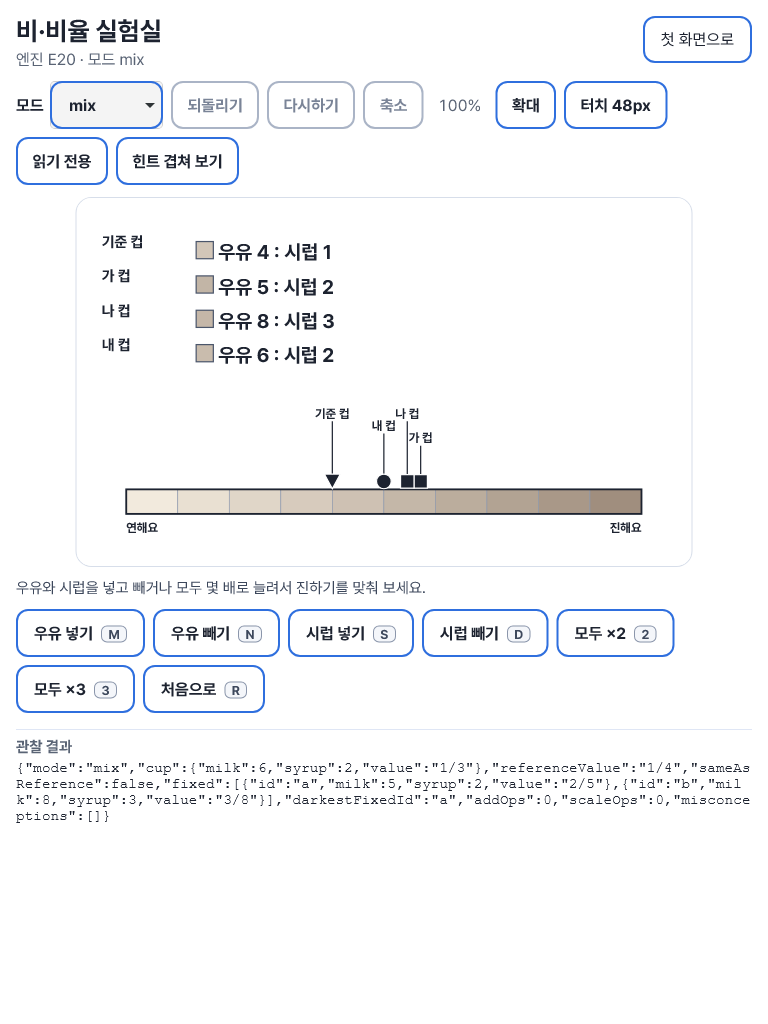 비·비율 실험실
엔진 E20 · 모드 mix
첫 화면으로
모드 mix 되돌리기 다시하기 축소 100% 확대 터치 48px
읽기 전용 힌트 겹쳐 보기
기준 컵 우유 4 : 시럽 1
가 컵 우유 5 : 시럽 2
나 컵 우유 8 : 시럽 3
내 컵 우유 6 : 시럽 2
기준 컵 나 컵
내 컵
가 컵
연해요 진해요
우유와 시럽을 넣고 빼거나 모두 몇 배로 늘려서 진하기를 맞춰 보세요.
우유 넣기 M 우유 빼기 N 시럽 넣기 S 시럽 빼기 D 모두 ×2 2
모두 ×3 3 처음으로 R
관찰 결과
{"mode":"mix","cup":{"milk":6,"syrup":2,"value":"1/3"},"referenceValue":"1/4","sameAs
Reference":false,"fixed":[{"id":"a","milk":5,"syrup":2,"value":"2/5"},{"id":"b","mil
k":8,"syrup":3,"value":"3/8"}],"darkestFixedId":"a","addOps":0,"scaleOps":0,"misconce
ptions":[]}